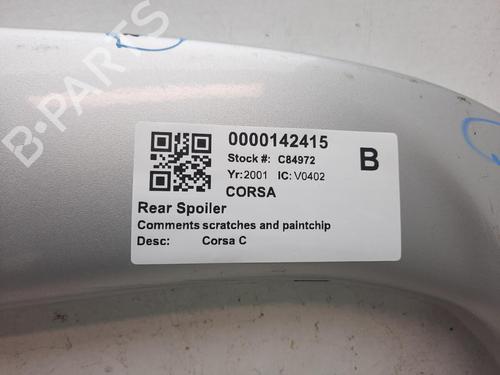 B-PARTS
0000142415
Stock #: C84972
B
Yr: 2001 IC: V0402
CORSA
Rear Spoiler
Comments scratches and paintchip
Desc: Corsa C